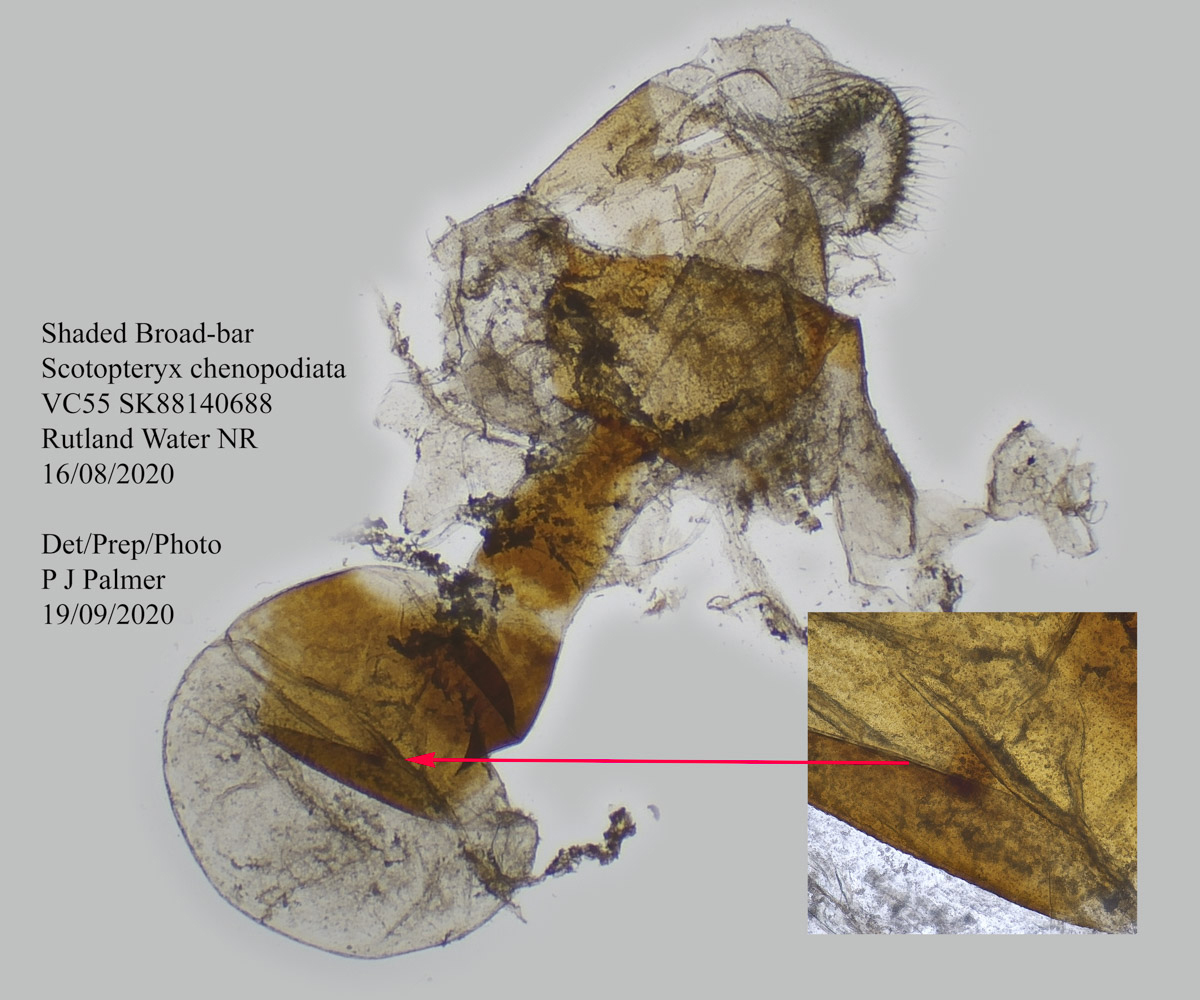 Shaded Broad-bar
Scotopteryx chenopodiata
VC55 SK88140688
Rutland Water NR
16/08/2020
Det/Prep/Photo
P J Palmer
19/09/2020